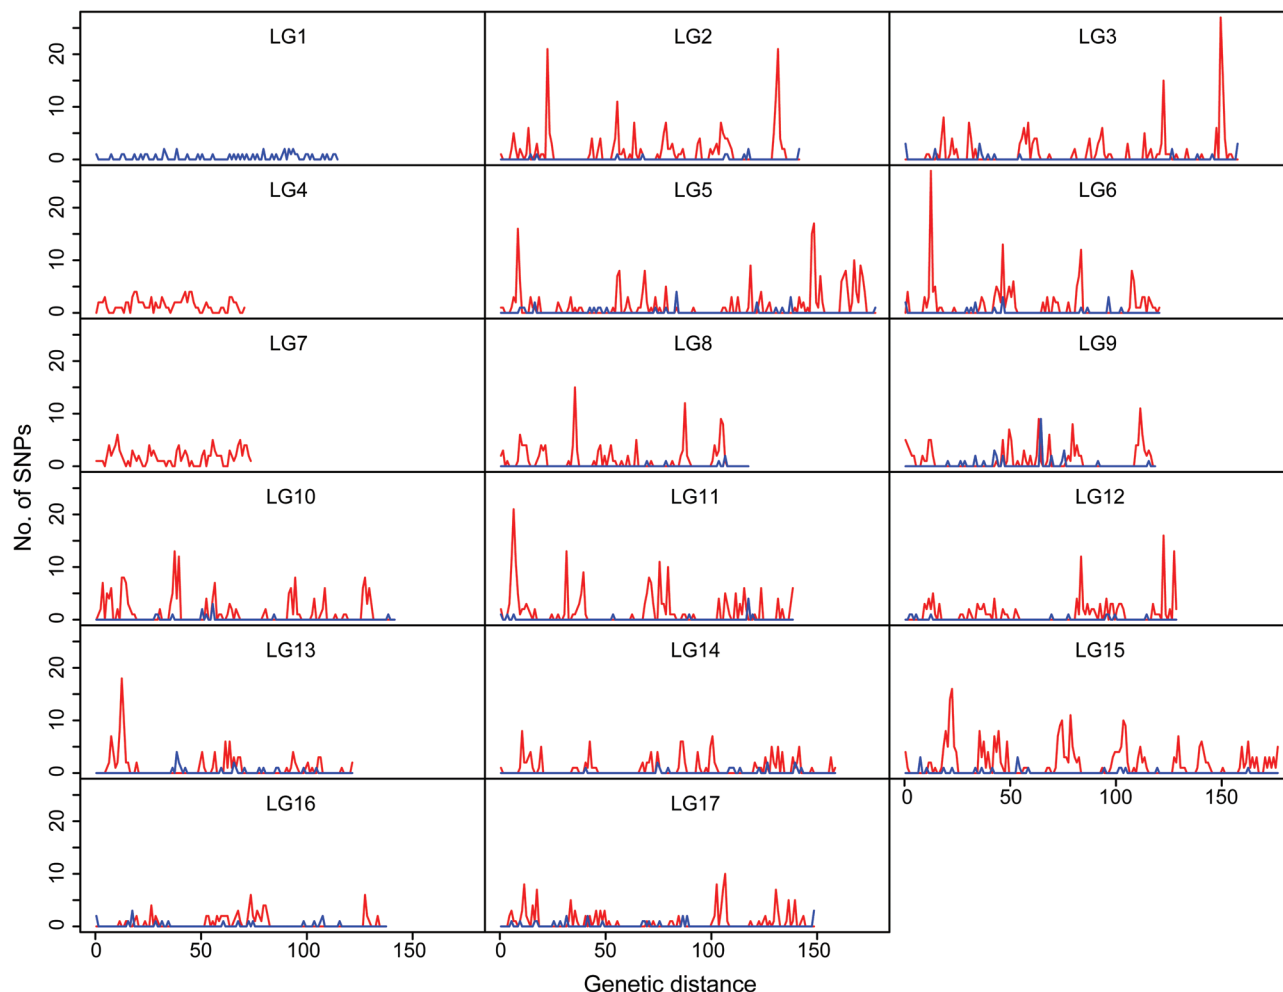 LG1 LG2 LG3
0 10 20
LG4 LG5 LG6
0 10 20
LG7 LG8 LG9
0 10 20
No. of SNPs
LG10 LG11 LG12
0 10 20
LG13 LG14 LG15
0 10 20
0 50 100 150
LG16 LG17
0 10 20
0 50 100 150 0 50 100 150
Genetic distance